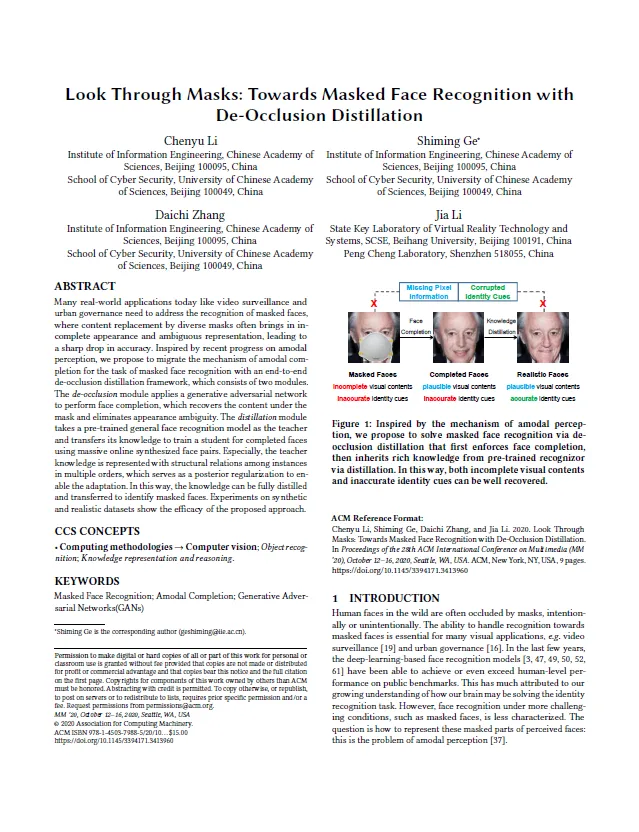 Look Through Masks: Towards Masked Face Recognition with
De-Occlusion Distillation
Chenyu Li
Institute of Information Engineering, Chinese Academy of
Sciences, Beijing 100095, China
School of Cyber Security, University of Chinese Academy
of Sciences, Beijing 100049, China
Shiming Ge*
Institute of Information Engineering, Chinese Academy of
Sciences, Beijing 100095, China
School of Cyber Security, University of Chinese Academy
of Sciences, Beijing 100049, China
Daichi Zhang
Institute of Information Engineering, Chinese Academy of
Sciences, Beijing 100095, China
School of Cyber Security, University of Chinese Academy
of Sciences, Beijing 100049, China
Jia Li
State Key Laboratory of Virtual Reality Technology and
Systems, SCSE, Beihang University, Beijing 100191, China
Peng Cheng Laboratory, Shenzhen 518055, China
ABSTRACT
Many real-world applications today like video surveillance and
urban governance need to address the recognition of masked faces,
where content replacement by diverse masks often brings in in-
complete appearance and ambiguous representation, leading to
a sharp drop in accuracy. Inspired by recent progress on amodal
perception, we propose to migrate the mechanism of amodal com-
pletion for the task of masked face recognition with an end-to-end
de-occlusion distillation framework, which consists of two modules.
The de-occlusion module applies a generative adversarial network
to perform face completion, which recovers the content under the
mask and eliminates appearance ambiguity. The distillation module
takes a pre-trained general face recognition model as the teacher
and transfers its knowledge to train a student for completed faces
using massive online synthesized face pairs. Especially, the teacher
knowledge is represented with structural relations among instances
in multiple orders, which serves as a posterior regularization to en-
able the adaptation. In this way, the knowledge can be fully distilled
and transferred to identify masked faces. Experiments on synthetic
and realistic datasets show the efficacy of the proposed approach.
CCS CONCEPTS
• Computing methodologies → Computer vision; Object recog-
nition; Knowledge representation and reasoning.
KEYWORDS
Masked Face Recognition; Amodal Completion; Generative Adver-
sarial Networks(GANs)
*Shiming Ge is the corresponding author (geshiming@iie.ac.cn).
Permission to make digital or hard copies of all or part of this work for personal or
classroom use is granted without fee provided that copies are not made or distributed
for profit or commercial advantage and that copies bear this notice and the full citation
on the first page. Copyrights for components of this work owned by others than ACM
must be honored. Abstracting with credit is permitted. To copy otherwise, or republish,
to post on servers or to redistribute to lists, requires prior specific permission and/or a
fee. Request permissions from permissions@acm.org.
MM '20, October 12–16, 2020, Seattle, WA, USA
© 2020 Association for Computing Machinery.
ACM ISBN 978-1-4503-7988-5/20/10…$15.00
https://doi.org/10.1145/3394171.3413960
Missing Pixel Corrupted
Information Identity Cues
X X
Face Knowledge
Completion Distillation
Masked Faces Completed Faces Realistic Faces
incomplete visual contents plausible visual contents plausible visual contents
inaccurate identity cues inaccurate identity cues accurate identity cues
Figure 1: Inspired by the mechanism of amodal percep-
tion, we propose to solve masked face recognition via de-
occlusion distillation that first enforces face completion,
then inherits rich knowledge from pre-trained recognizor
via distillation. In this way, both incomplete visual contents
and inaccurate identity cues can be well recovered.
ACM Reference Format:
Chenyu Li, Shiming Ge, Daichi Zhang, and Jia Li. 2020. Look Through
Masks: Towards Masked Face Recognition with De-Occlusion Distillation.
In Proceedings of the 28th ACM International Conference on Multimedia (MM
'20), October 12–16, 2020, Seattle, WA, USA. ACM, New York, NY, USA, 9 pages.
https://doi.org/10.1145/3394171.3413960
1 INTRODUCTION
Human faces in the wild are often occluded by masks, intention-
ally or unintentionally. The ability to handle recognition towards
masked faces is essential for many visual applications, e.g. video
surveillance [19] and urban governance [16]. In the last few years,
the deep-learning-based face recognition models [3, 47, 49, 50, 52,
61] have been able to achieve or even exceed human-level per-
formance on public benchmarks. This has much attributed to our
growing understanding of how our brain may be solving the identity
recognition task. However, face recognition under more challeng-
ing conditions, such as masked faces, is less characterized. The
question is how to represent these masked parts of perceived faces:
this is the problem of amodal perception [37].